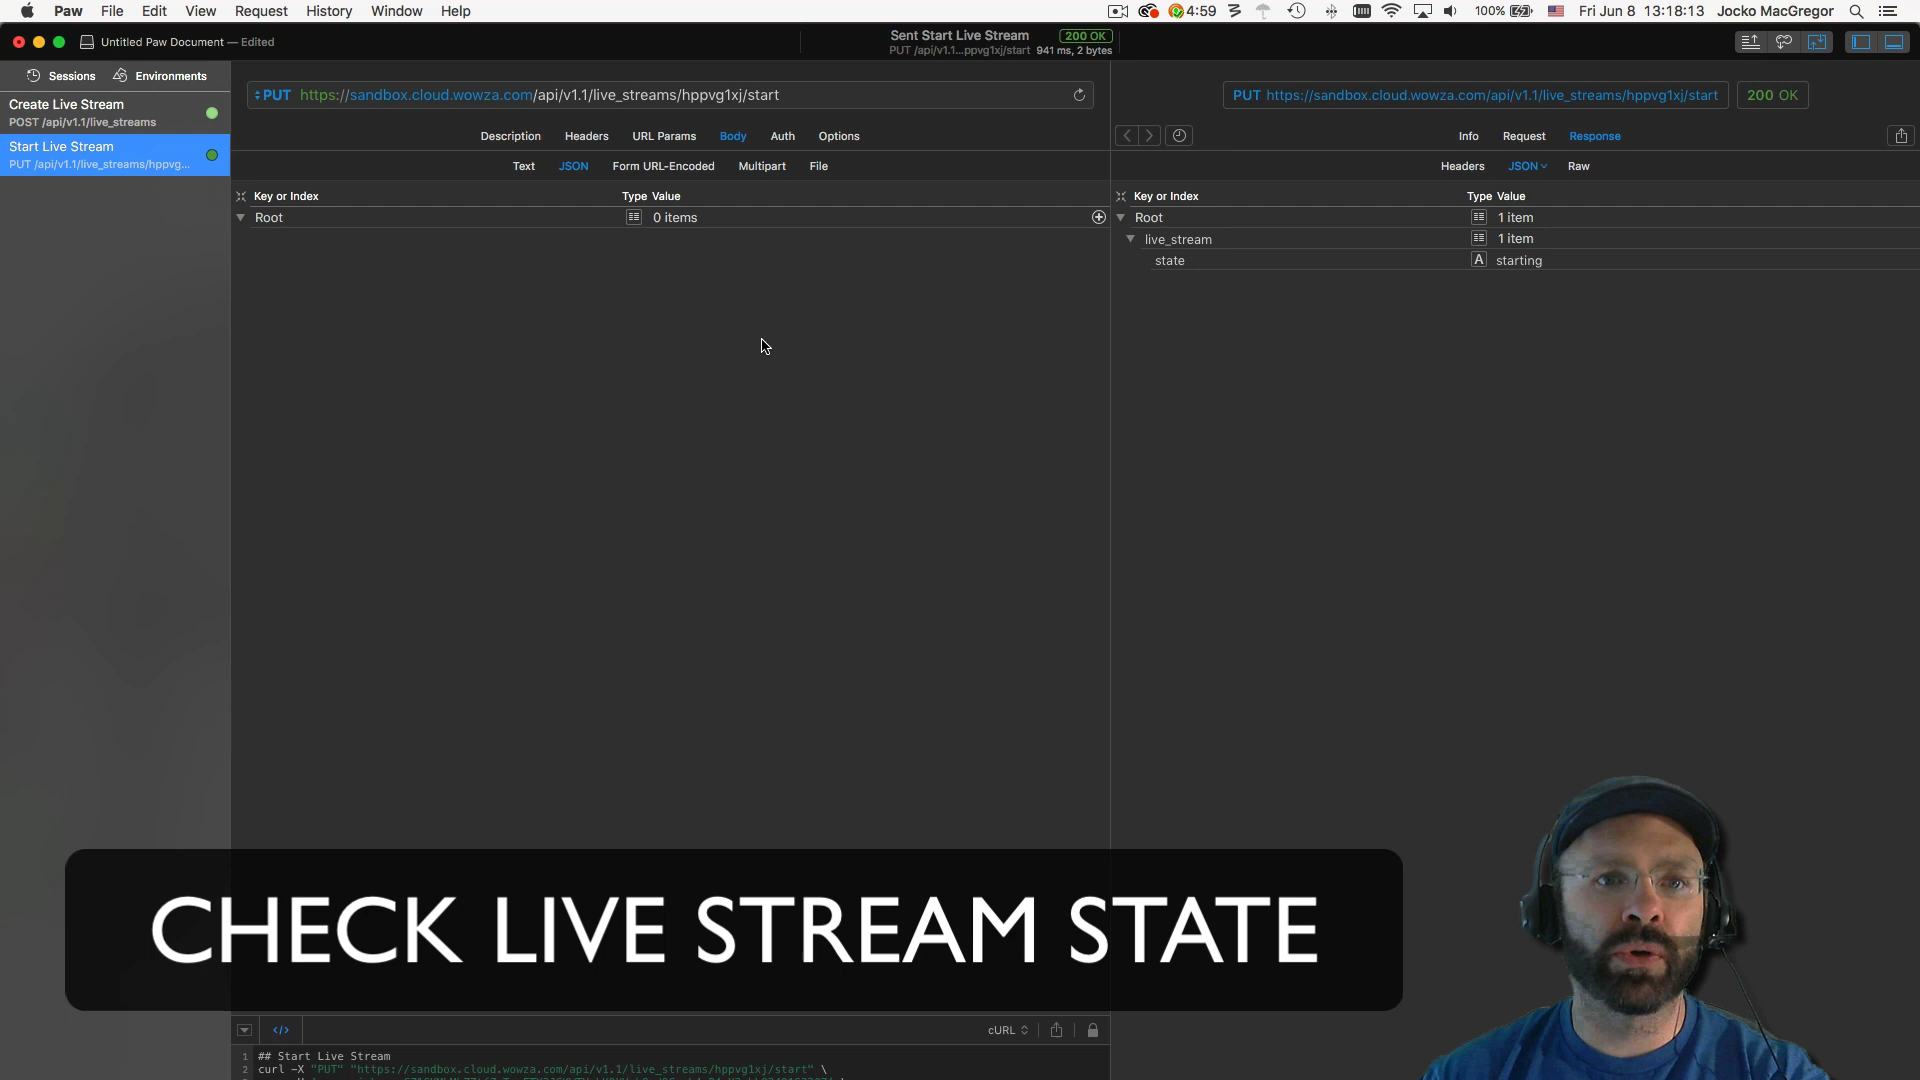 Paw File Edit View Request History Window Help
4:59 100% Fri Jun 8 13:18:13 Jocko MacGregor
Untitled Paw Document — Edited
Sent Start Live Stream 200 OK
PUT /api/v1.1...ppvg1xj/start 941 ms, 2 bytes
Sessions Environments
Create Live Stream
POST /api/v1.1/live_streams
Start Live Stream
PUT /api/v1.1/live_streams/hppvg...
PUT https://sandbox.cloud.wowza.com/api/v1.1/live_streams/hppvg1xj/start
Description Headers URL Params Body Auth Options
Text JSON Form URL-Encoded Multipart File
Key or Index Type Value
Root 0 items
PUT https://sandbox.cloud.wowza.com/api/v1.1/live_streams/hppvg1xj/start 200 OK
Info Request Response
Headers JSON Raw
Key or Index Type Value
Root 1 item
live_stream 1 item
state A starting
CHECK LIVE STREAM STATE
</> cURL
1 ## Start Live Stream
2 curl -X "PUT" "https://sandbox.cloud.wowza.com/api/v1.1/live_streams/hppvg1xj/start" \